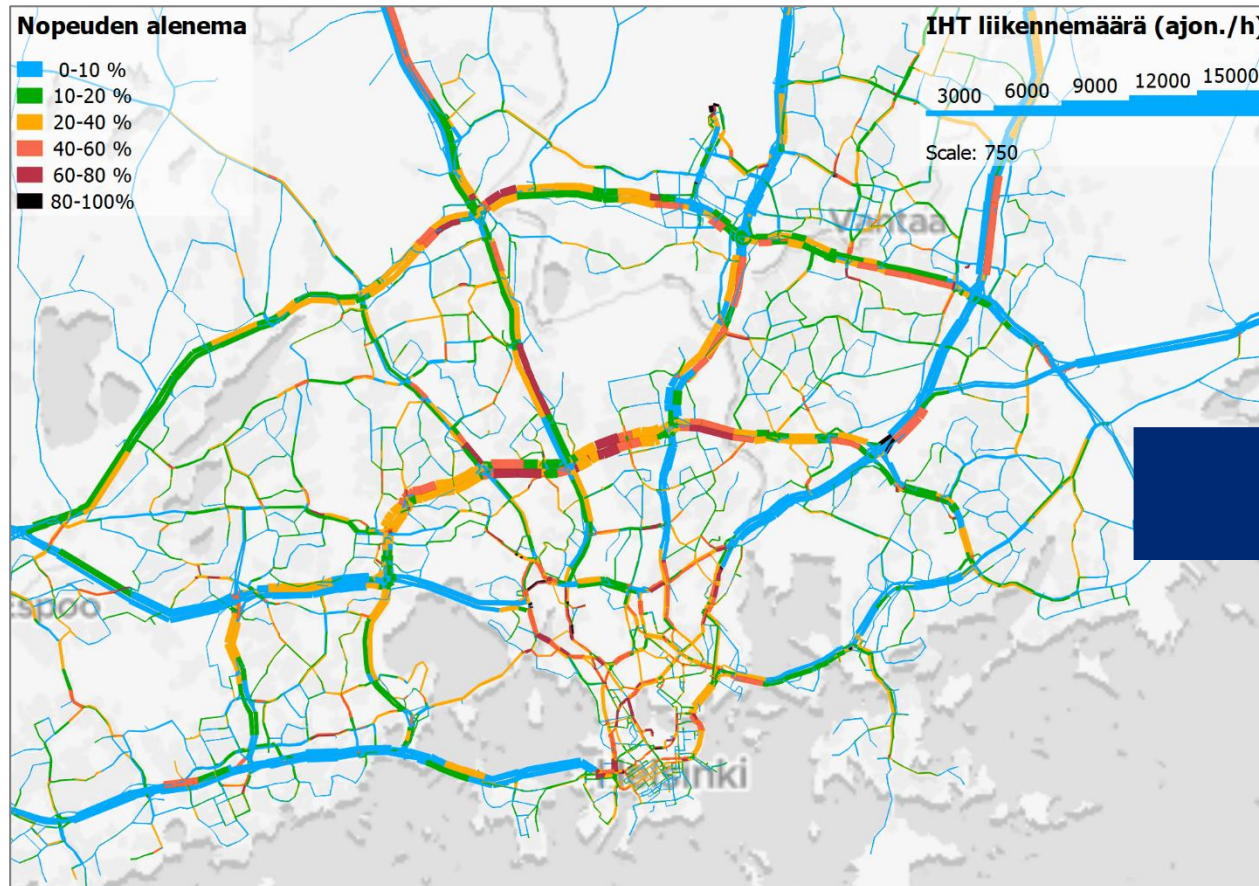 Nopeuden alenema
0-10 %
10-20 %
20-40 %
40-60 %
60-80 %
80-100%
IHT liikennemäärä (ajon./h)
3000 6000 9000 12000 15000
Scale: 750
Vantaa
espoo
Helsinki